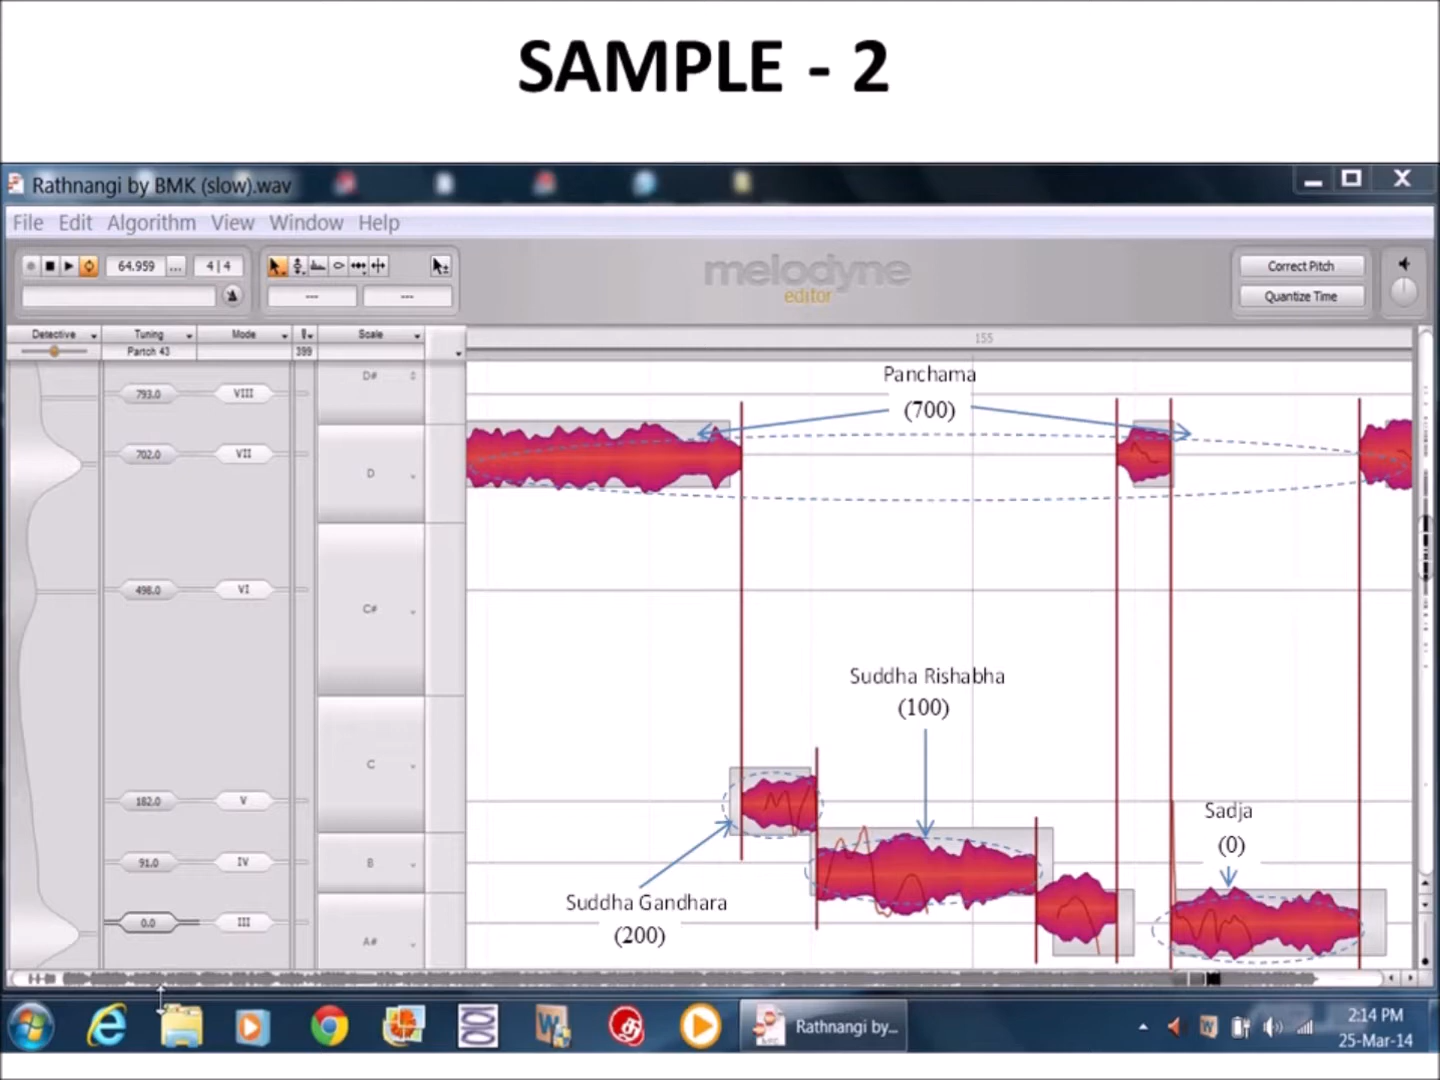 SAMPLE - 2
Rathnangi by BMK (slow).wav
File Edit Algorithm View Window Help
64.959 ... 4|4
melodyne
editor
Correct Pitch
Quantize Time
--- ---
Detective Tuning Mode Scale
Partch 43 399
155
D#
793.0 VIII
Panchama
(700)
702.0 VII
D
498.0 VI
C#
Suddha Rishabha
(100)
C
182.0 V
Sadja
(0)
91.0 IV
B
Suddha Gandhara
(200)
0.0 III
A#
Rathnangi by...
2:14 PM
25-Mar-14